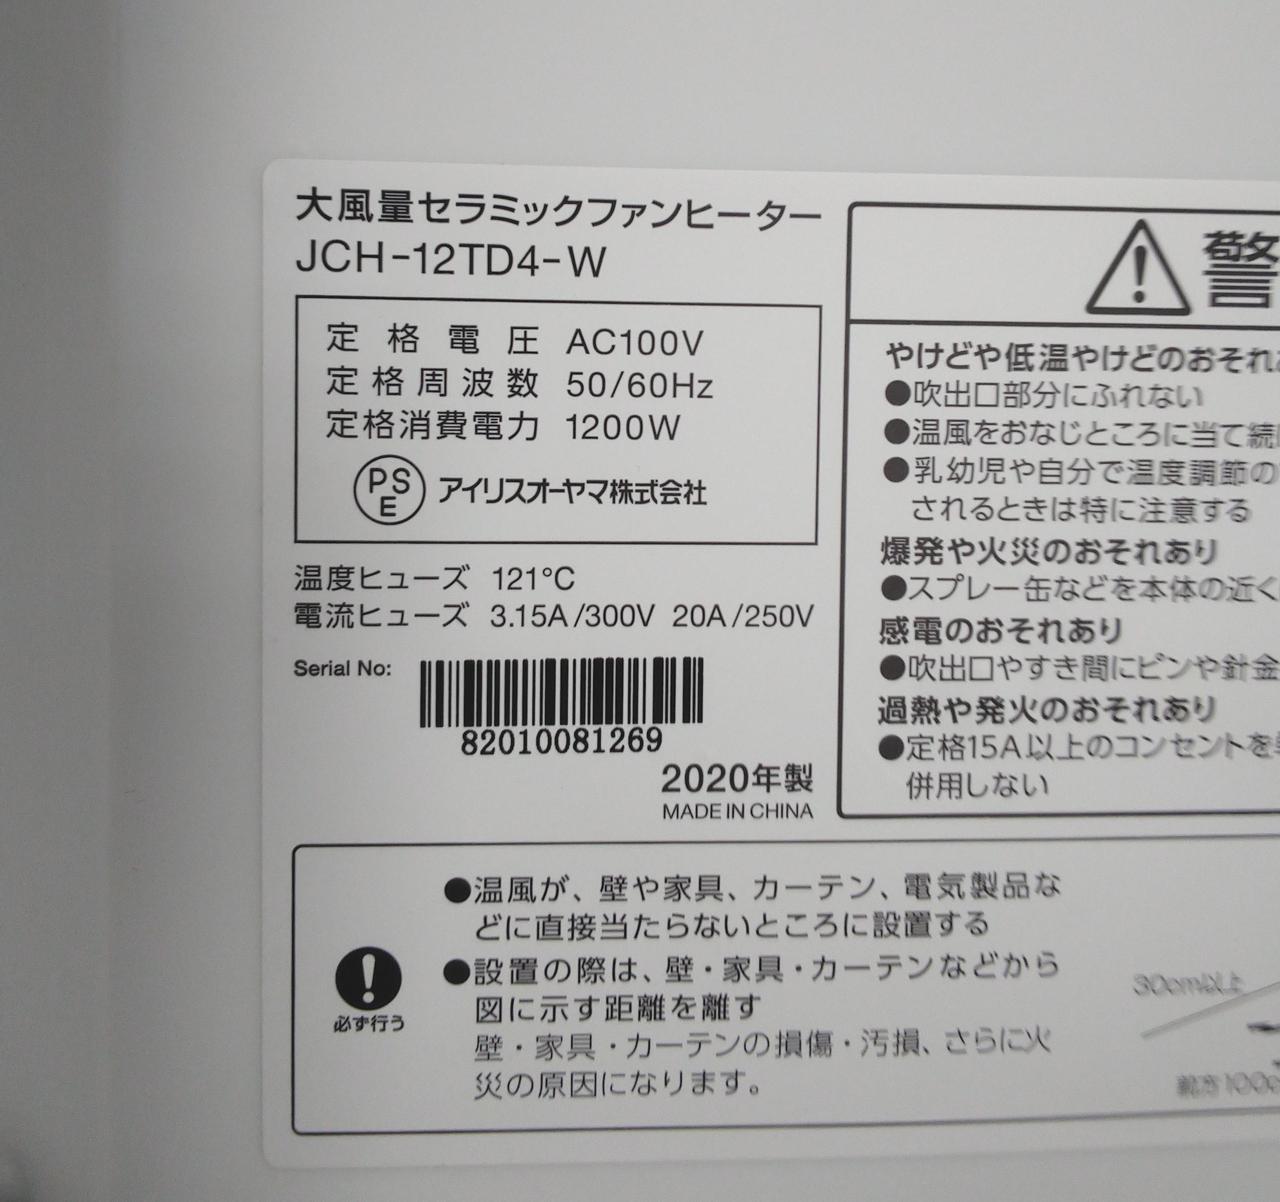 大風量セラミックファンヒーター
JCH-12TD4-W
定格電圧 AC100V
定格周波数 50/60Hz
定格消費電力 1200W
PSE アイリスオーヤマ株式会社
温度ヒューズ 121℃
電流ヒューズ 3.15A/300V 20A/250V
Serial No:
82010081269
2020年製
MADE IN CHINA
警
やけどや低温やけどのおそれ
●吹出口部分にふれない
●温風をおなじところに当て続
●乳幼児や自分で温度調節の
されるときは特に注意する
爆発や火災のおそれあり
●スプレー缶などを本体の近く
感電のおそれあり
●吹出口やすき間にピンや針金
過熱や発火のおそれあり
●定格15A以上のコンセントを
併用しない
必ず行う
●温風が、壁や家具、カーテン、電気製品な
どに直接当たらないところに設置する
●設置の際は、壁・家具・カーテンなどから
図に示す距離を離す
壁・家具・カーテンの損傷・汚損、さらに火
災の原因になります。
30cm以上
前方100c